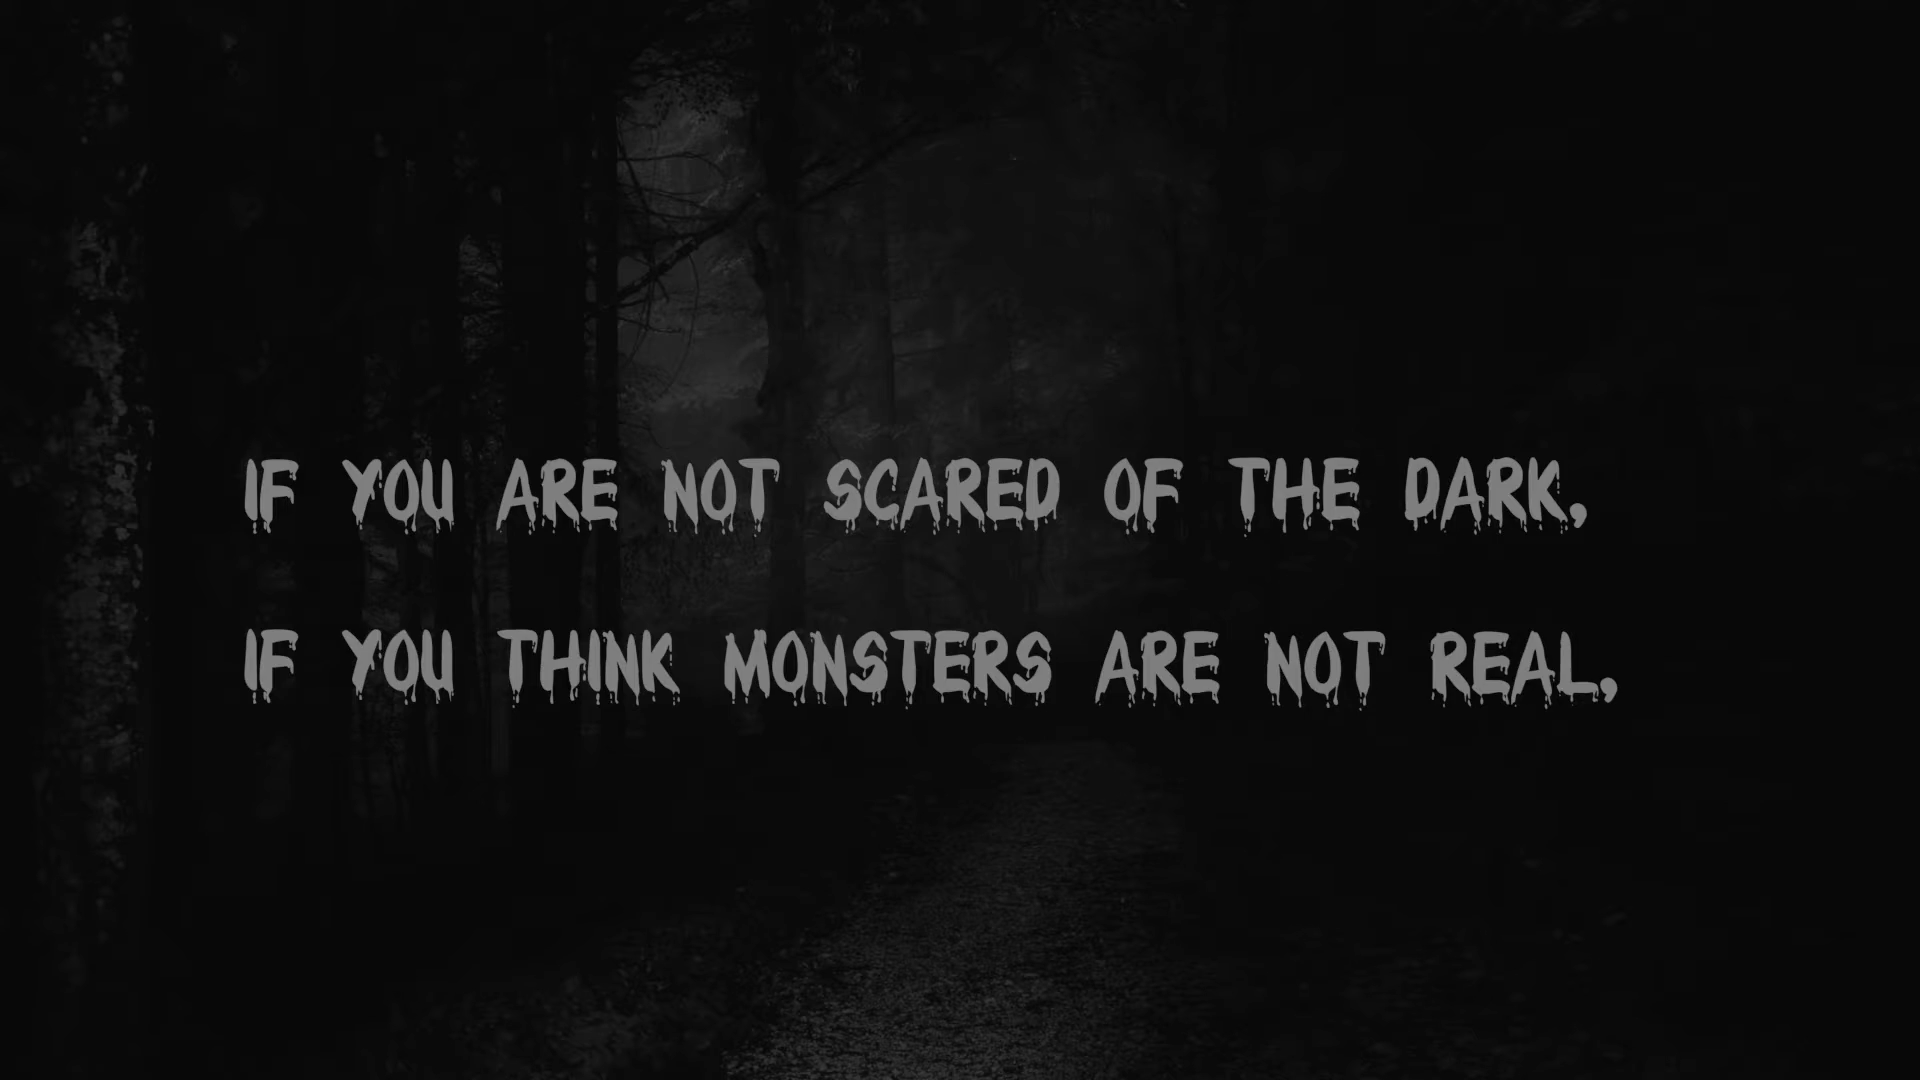 IF YOU ARE NOT SCARED OF THE DARK,
IF YOU THINK MONSTERS ARE NOT REAL,